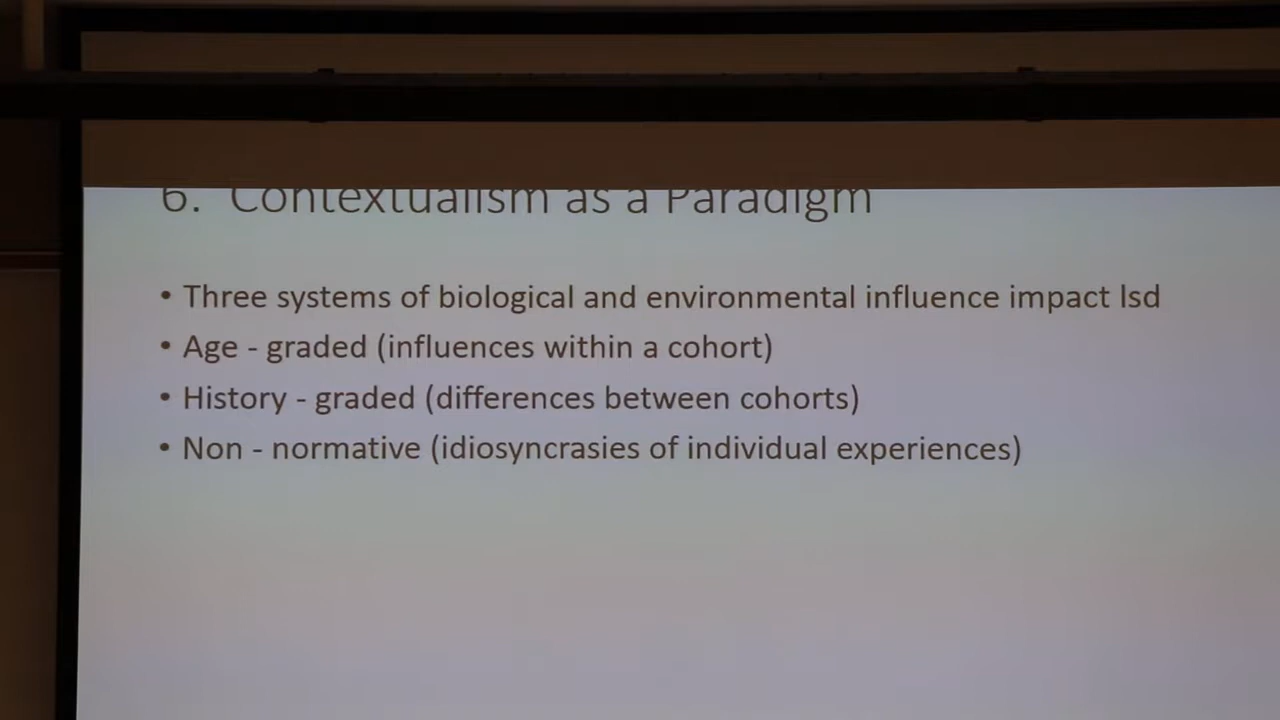 6. Contextualism as a Paradigm
• Three systems of biological and environmental influence impact lsd
• Age - graded (influences within a cohort)
• History - graded (differences between cohorts)
• Non - normative (idiosyncrasies of individual experiences)